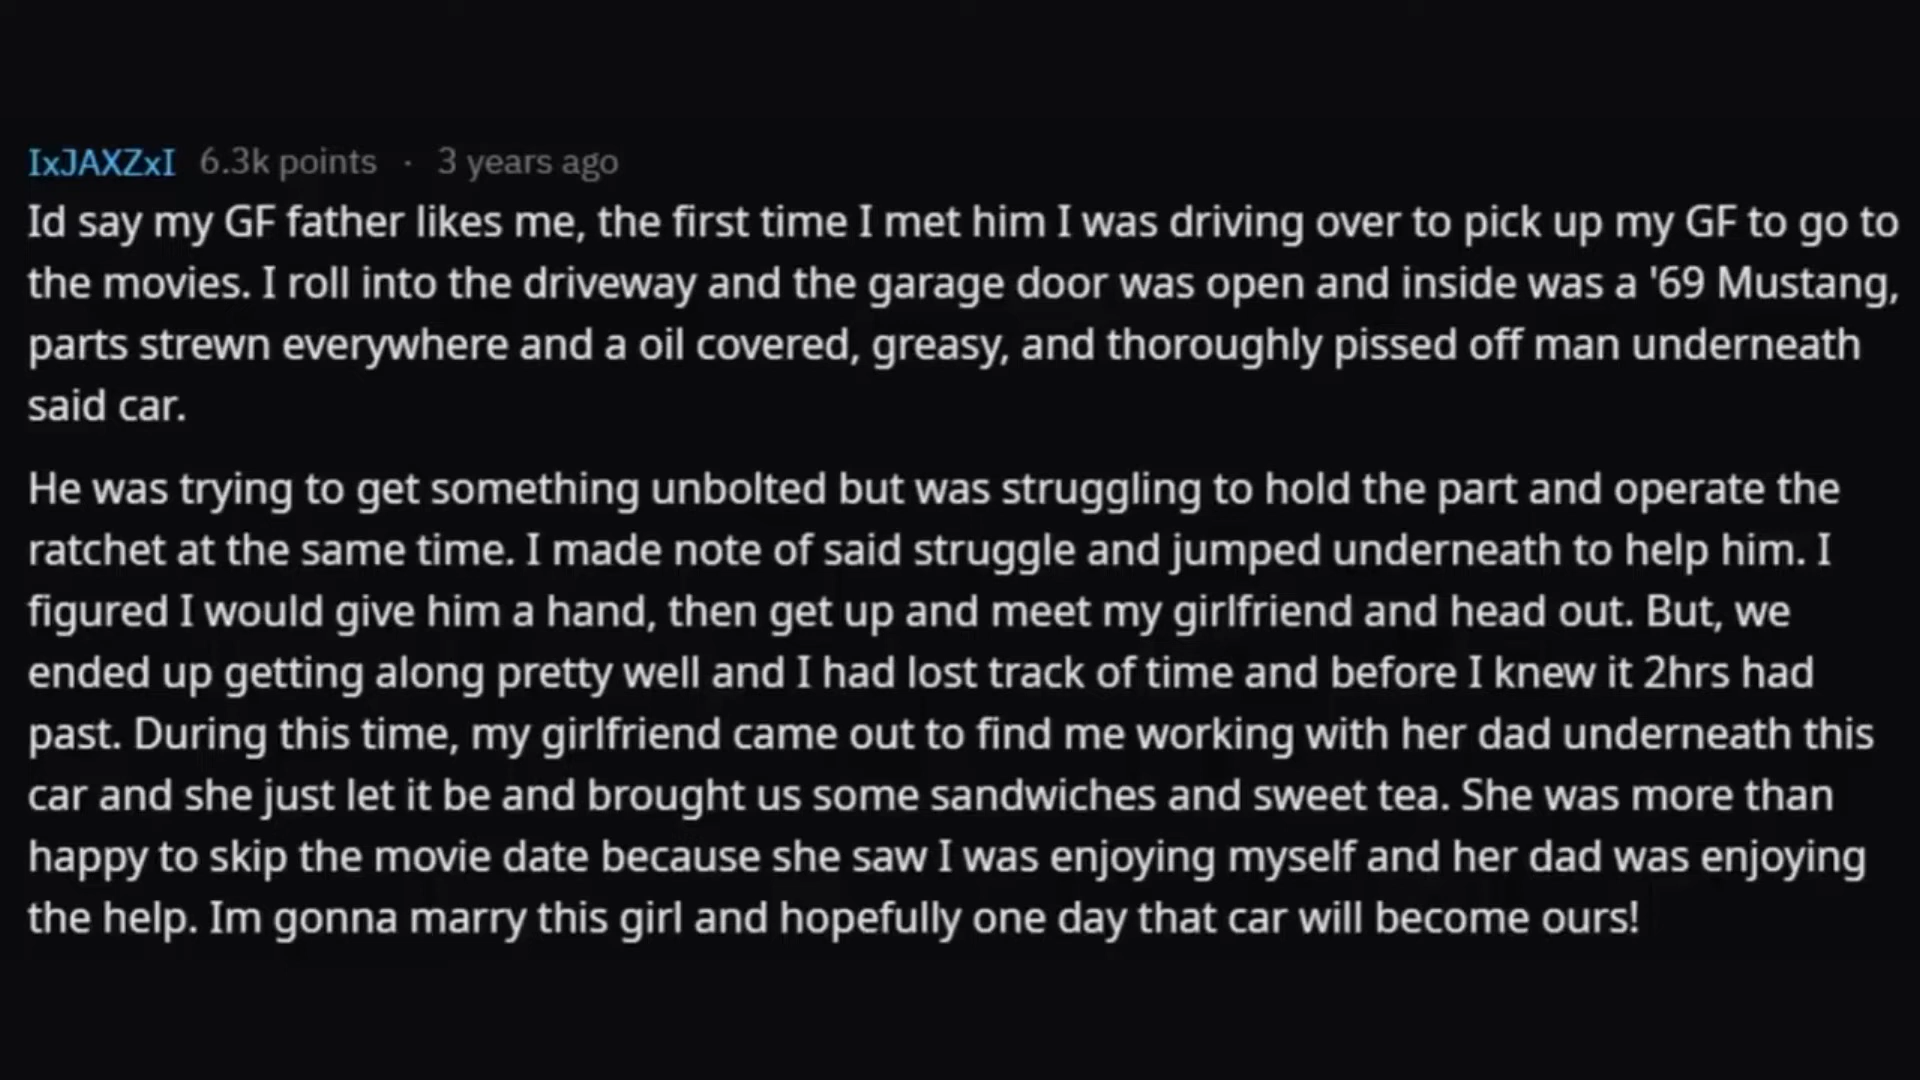 IxJAXZxI 6.3k points · 3 years ago
Id say my GF father likes me, the first time I met him I was driving over to pick up my GF to go to
the movies. I roll into the driveway and the garage door was open and inside was a '69 Mustang,
parts strewn everywhere and a oil covered, greasy, and thoroughly pissed off man underneath
said car.
He was trying to get something unbolted but was struggling to hold the part and operate the
ratchet at the same time. I made note of said struggle and jumped underneath to help him. I
figured I would give him a hand, then get up and meet my girlfriend and head out. But, we
ended up getting along pretty well and I had lost track of time and before I knew it 2hrs had
past. During this time, my girlfriend came out to find me working with her dad underneath this
car and she just let it be and brought us some sandwiches and sweet tea. She was more than
happy to skip the movie date because she saw I was enjoying myself and her dad was enjoying
the help. Im gonna marry this girl and hopefully one day that car will become ours!